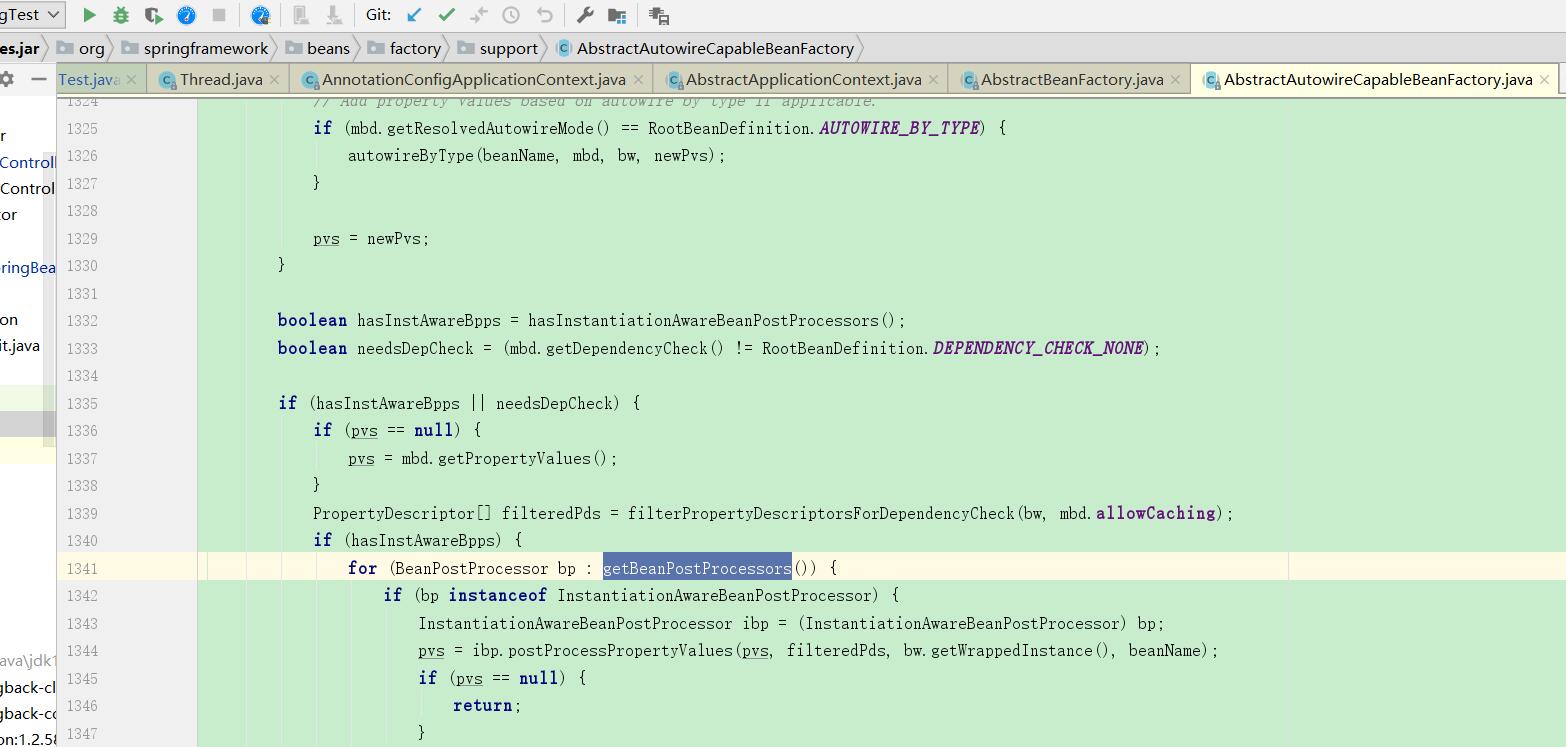 gTest Git:
es.jar org springframework beans factory support AbstractAutowireCapableBeanFactory
Test.java Thread.java AnnotationConfigApplicationContext.java AbstractApplicationContext.java AbstractBeanFactory.java AbstractAutowireCapableBeanFactory.java
1324 // Add property values based on autowire by type if applicable.
1325 if (mbd.getResolvedAutowireMode() == RootBeanDefinition.AUTOWIRE_BY_TYPE) {
1326 autowireByType(beanName, mbd, bw, newPvs);
1327 }
1328
1329 pvs = newPvs;
1330 }
1331
1332 boolean hasInstAwareBpps = hasInstantiationAwareBeanPostProcessors();
1333 boolean needsDepCheck = (mbd.getDependencyCheck() != RootBeanDefinition.DEPENDENCY_CHECK_NONE);
1334
1335 if (hasInstAwareBpps || needsDepCheck) {
1336 if (pvs == null) {
1337 pvs = mbd.getPropertyValues();
1338 }
1339 PropertyDescriptor[] filteredPds = filterPropertyDescriptorsForDependencyCheck(bw, mbd.allowCaching);
1340 if (hasInstAwareBpps) {
1341 for (BeanPostProcessor bp : getBeanPostProcessors()) {
1342 if (bp instanceof InstantiationAwareBeanPostProcessor) {
1343 InstantiationAwareBeanPostProcessor ibp = (InstantiationAwareBeanPostProcessor) bp;
1344 pvs = ibp.postProcessPropertyValues(pvs, filteredPds, bw.getWrappedInstance(), beanName);
1345 if (pvs == null) {
1346 return;
1347 }
r
Controll
Control
tor
pringBea
on
it.java
ava\jdk1
gback-cl
gback-co
on:1.2.58